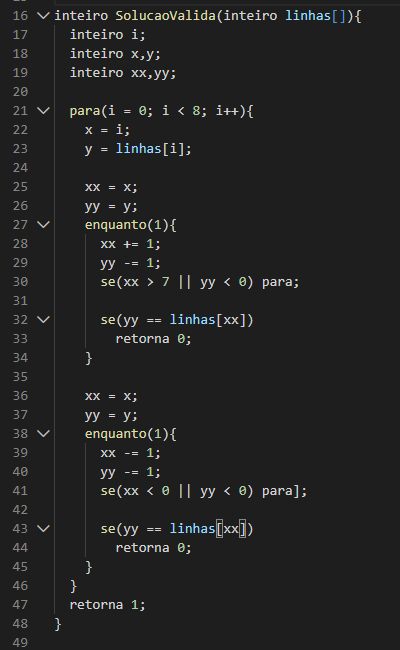 16 inteiro SolucaoValida(inteiro linhas[]){
17 inteiro i;
18 inteiro x,y;
19 inteiro xx,yy;
20
21 para(i = 0; i < 8; i++){
22 x = i;
23 y = linhas[i];
24
25 xx = x;
26 yy = y;
27 enquanto(1){
28 xx += 1;
29 yy -= 1;
30 se(xx > 7 || yy < 0) para;
31
32 se(yy == linhas[xx])
33 retorna 0;
34 }
35
36 xx = x;
37 yy = y;
38 enquanto(1){
39 xx -= 1;
40 yy -= 1;
41 se(xx < 0 || yy < 0) para];
42
43 se(yy == linhas[xx])
44 retorna 0;
45 }
46 }
47 retorna 1;
48 }
49